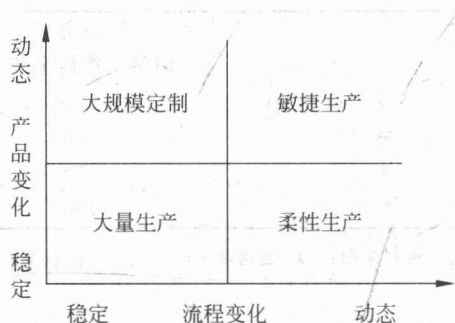 动态 产品变化 稳定
大规模定制 敏捷生产
大量生产 柔性生产
稳定 流程变化 动态